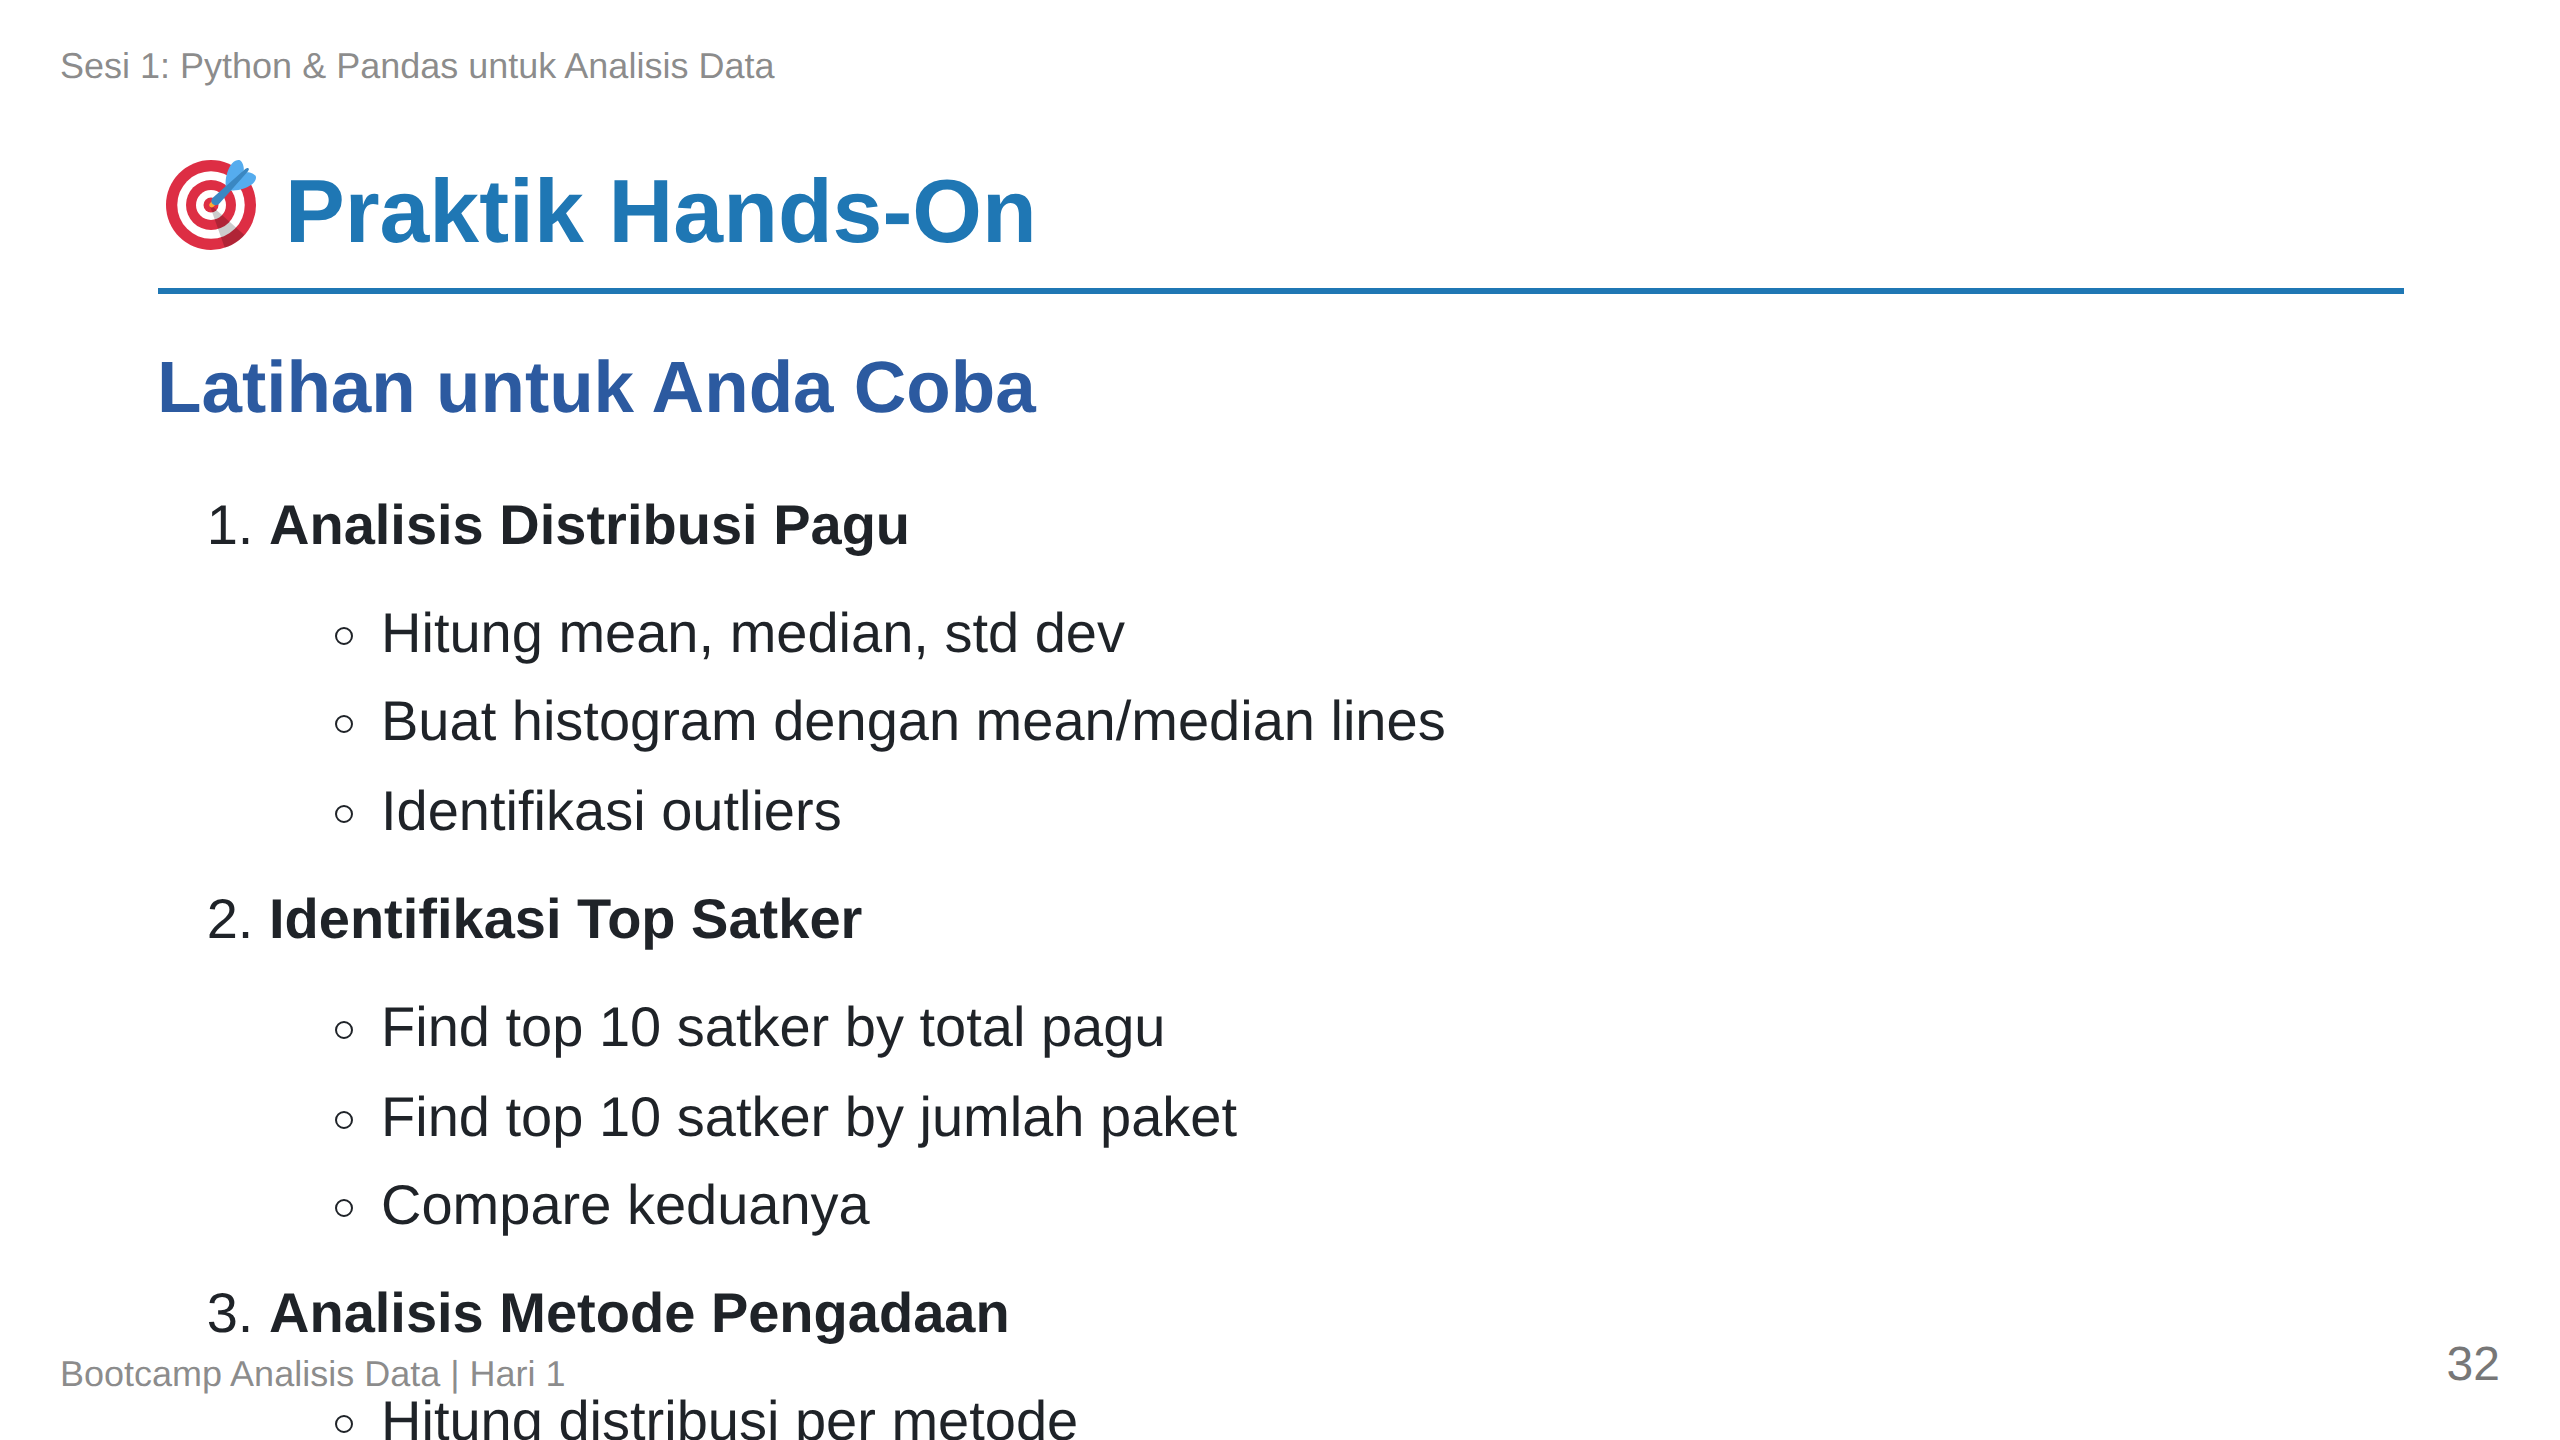 Sesi 1: Python & Pandas untuk Analisis Data
Praktik Hands-On
Latihan untuk Anda Coba
1. Analisis Distribusi Pagu
○ Hitung mean, median, std dev
○ Buat histogram dengan mean/median lines
○ Identifikasi outliers
2. Identifikasi Top Satker
○ Find top 10 satker by total pagu
○ Find top 10 satker by jumlah paket
○ Compare keduanya
3. Analisis Metode Pengadaan
Bootcamp Analisis Data | Hari 1
32
○ Hitung distribusi per metode